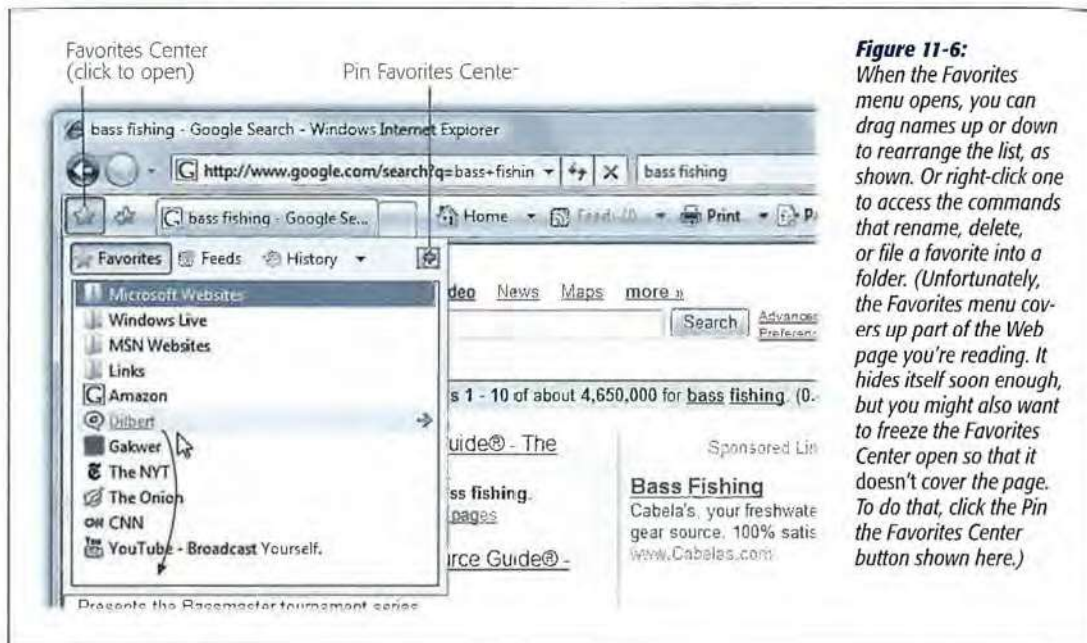 Favorites Center
(click to open)
Pin Favorites Cente
bass fishing - Google Search - Windows Internet Explorer
http://www.google.com/search?q=bass+fishin
bass fishing
bass fishing - Google Se...
Home
Print
Favorites
Feeds
History
Microsoft Websites
Windows Live
MSN Websites
Links
Amazon
Dilbert
Gakwer
The NYT
The Onion
CNN
YouTube - Broadcast Yourself.
deo News Maps more »
Search
Advances
Preferenc
s 1 - 10 of about 4,650,000 for bass fishing. (0.
uide® - The
Sponsored Lin
ss fishing.
pages
Bass Fishing
Cabela's, your freshwate
gear source. 100% satis
www.Cabelas.com
urce Guide® -
Presents the Bassmaster tournament series
Figure 11-6:
When the Favorites
menu opens, you can
drag names up or down
to rearrange the list, as
shown. Or right-click one
to access the commands
that rename, delete,
or file a favorite into a
folder. (Unfortunately,
the Favorites menu cov-
ers up part of the Web
page you're reading. It
hides itself soon enough,
but you might also want
to freeze the Favorites
Center open so that it
doesn't cover the page.
To do that, click the Pin
the Favorites Center
button shown here.)